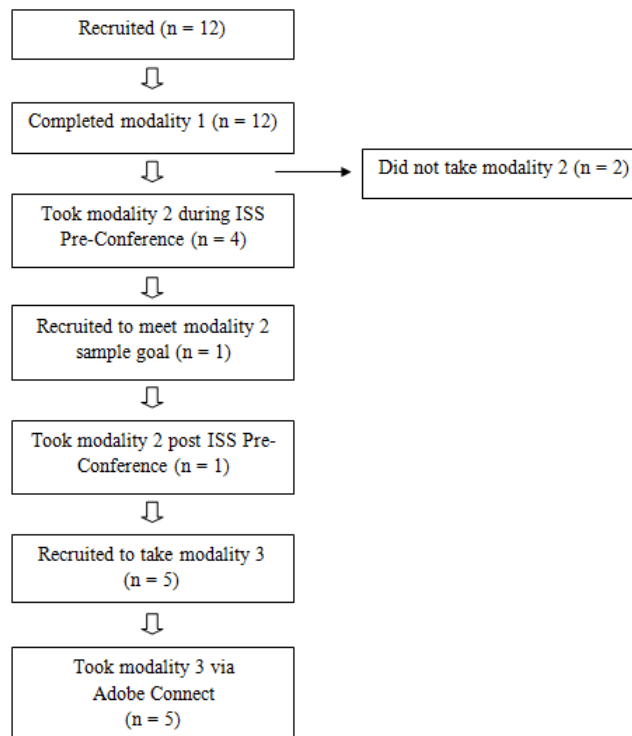 Recruited (n = 12)
Completed modality 1 (n = 12)
Did not take modality 2 (n = 2)
Took modality 2 during ISS
Pre-Conference (n = 4)
Recruited to meet modality 2
sample goal (n = 1)
Took modality 2 post ISS Pre-
Conference (n = 1)
Recruited to take modality 3
(n = 5)
Took modality 3 via
Adobe Connect
(n = 5)